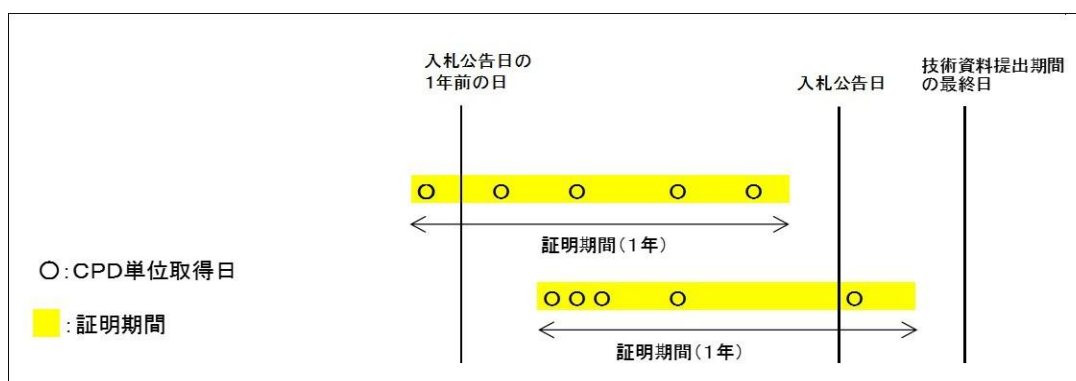 入札公告日の
1年前の日
入札公告日
技術資料提出期間
の最終日
証明期間(1年)
○:CPD単位取得日
:証明期間
証明期間(1年)